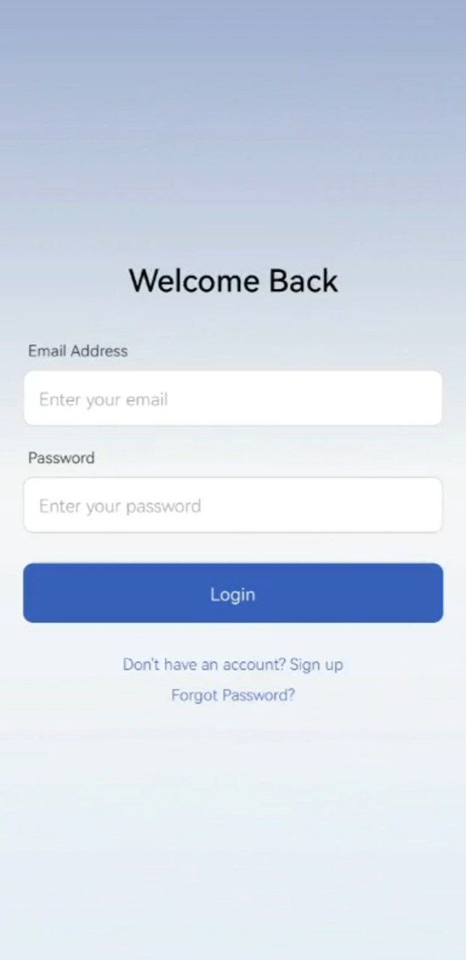 Welcome Back
Email Address
Enter your email
Password
Enter your password
Login
Don't have an account? Sign up
Forgot Password?